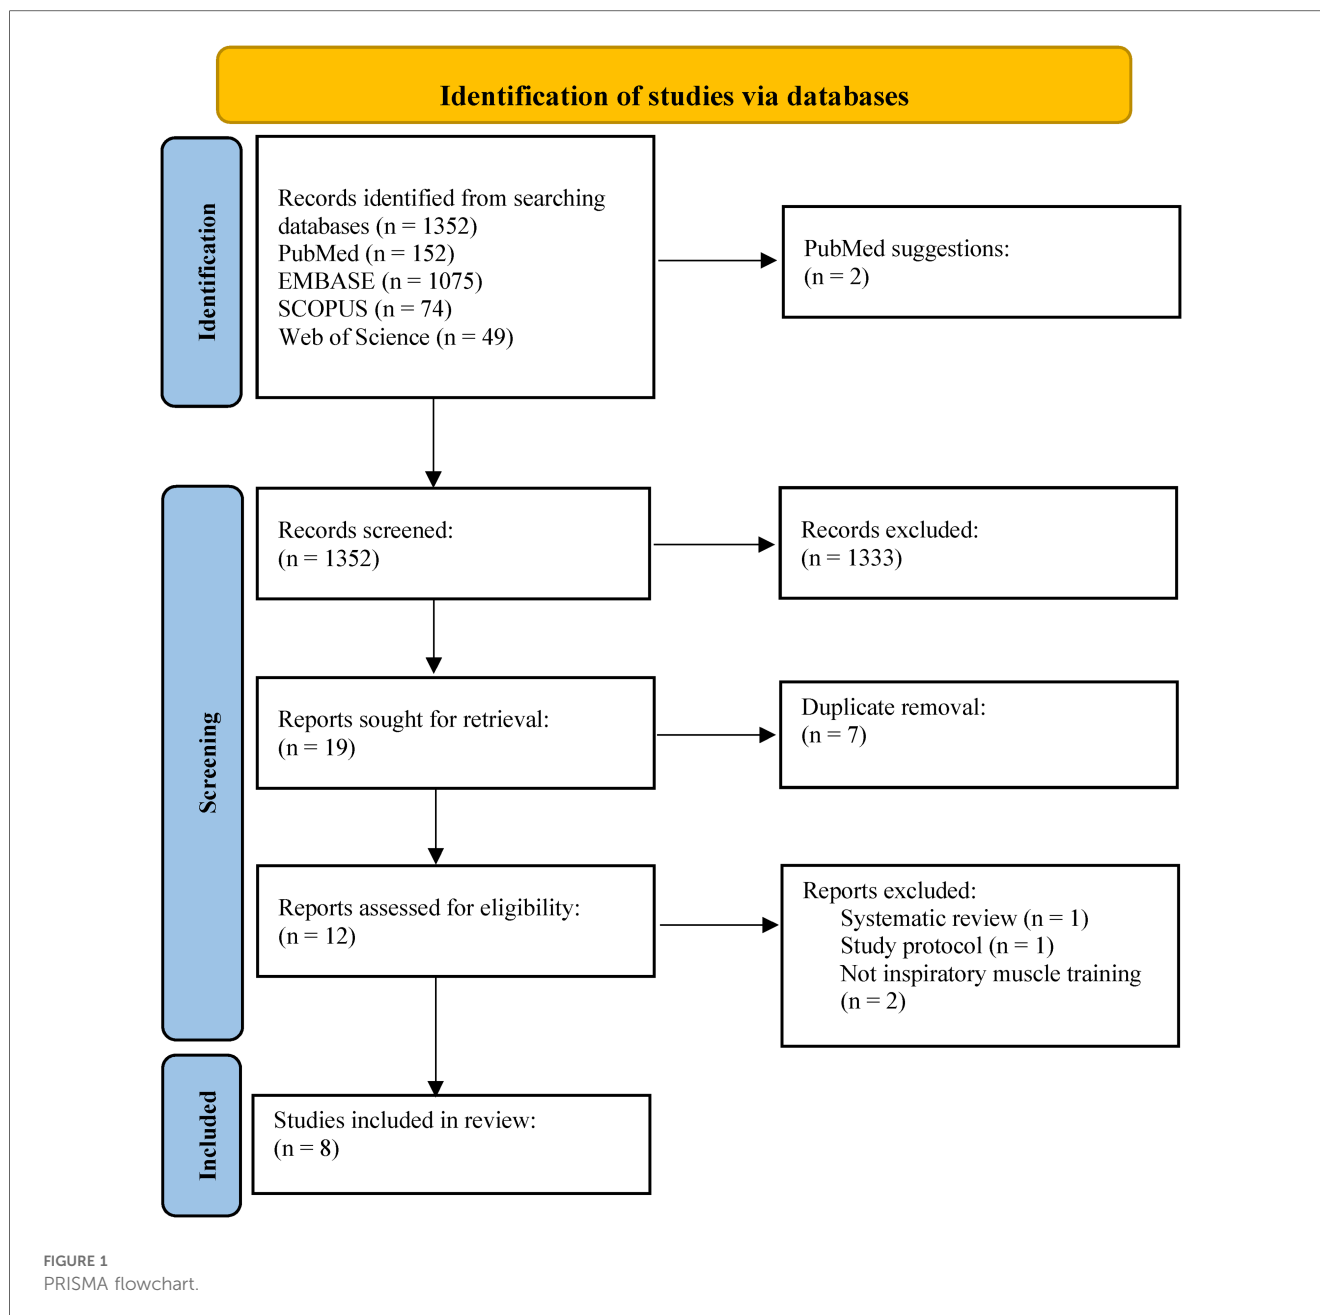 Identification of studies via databases
Identification
Records identified from searching
databases (n = 1352)
PubMed (n = 152)
EMBASE (n = 1075)
SCOPUS (n = 74)
Web of Science (n = 49)
PubMed suggestions:
(n = 2)
Screening
Records screened:
(n = 1352)
Records excluded:
(n = 1333)
Reports sought for retrieval:
(n = 19)
Duplicate removal:
(n = 7)
Reports assessed for eligibility:
(n = 12)
Reports excluded:
Systematic review (n = 1)
Study protocol (n = 1)
Not inspiratory muscle training
(n = 2)
Included
Studies included in review:
(n = 8)
FIGURE 1
PRISMA flowchart.